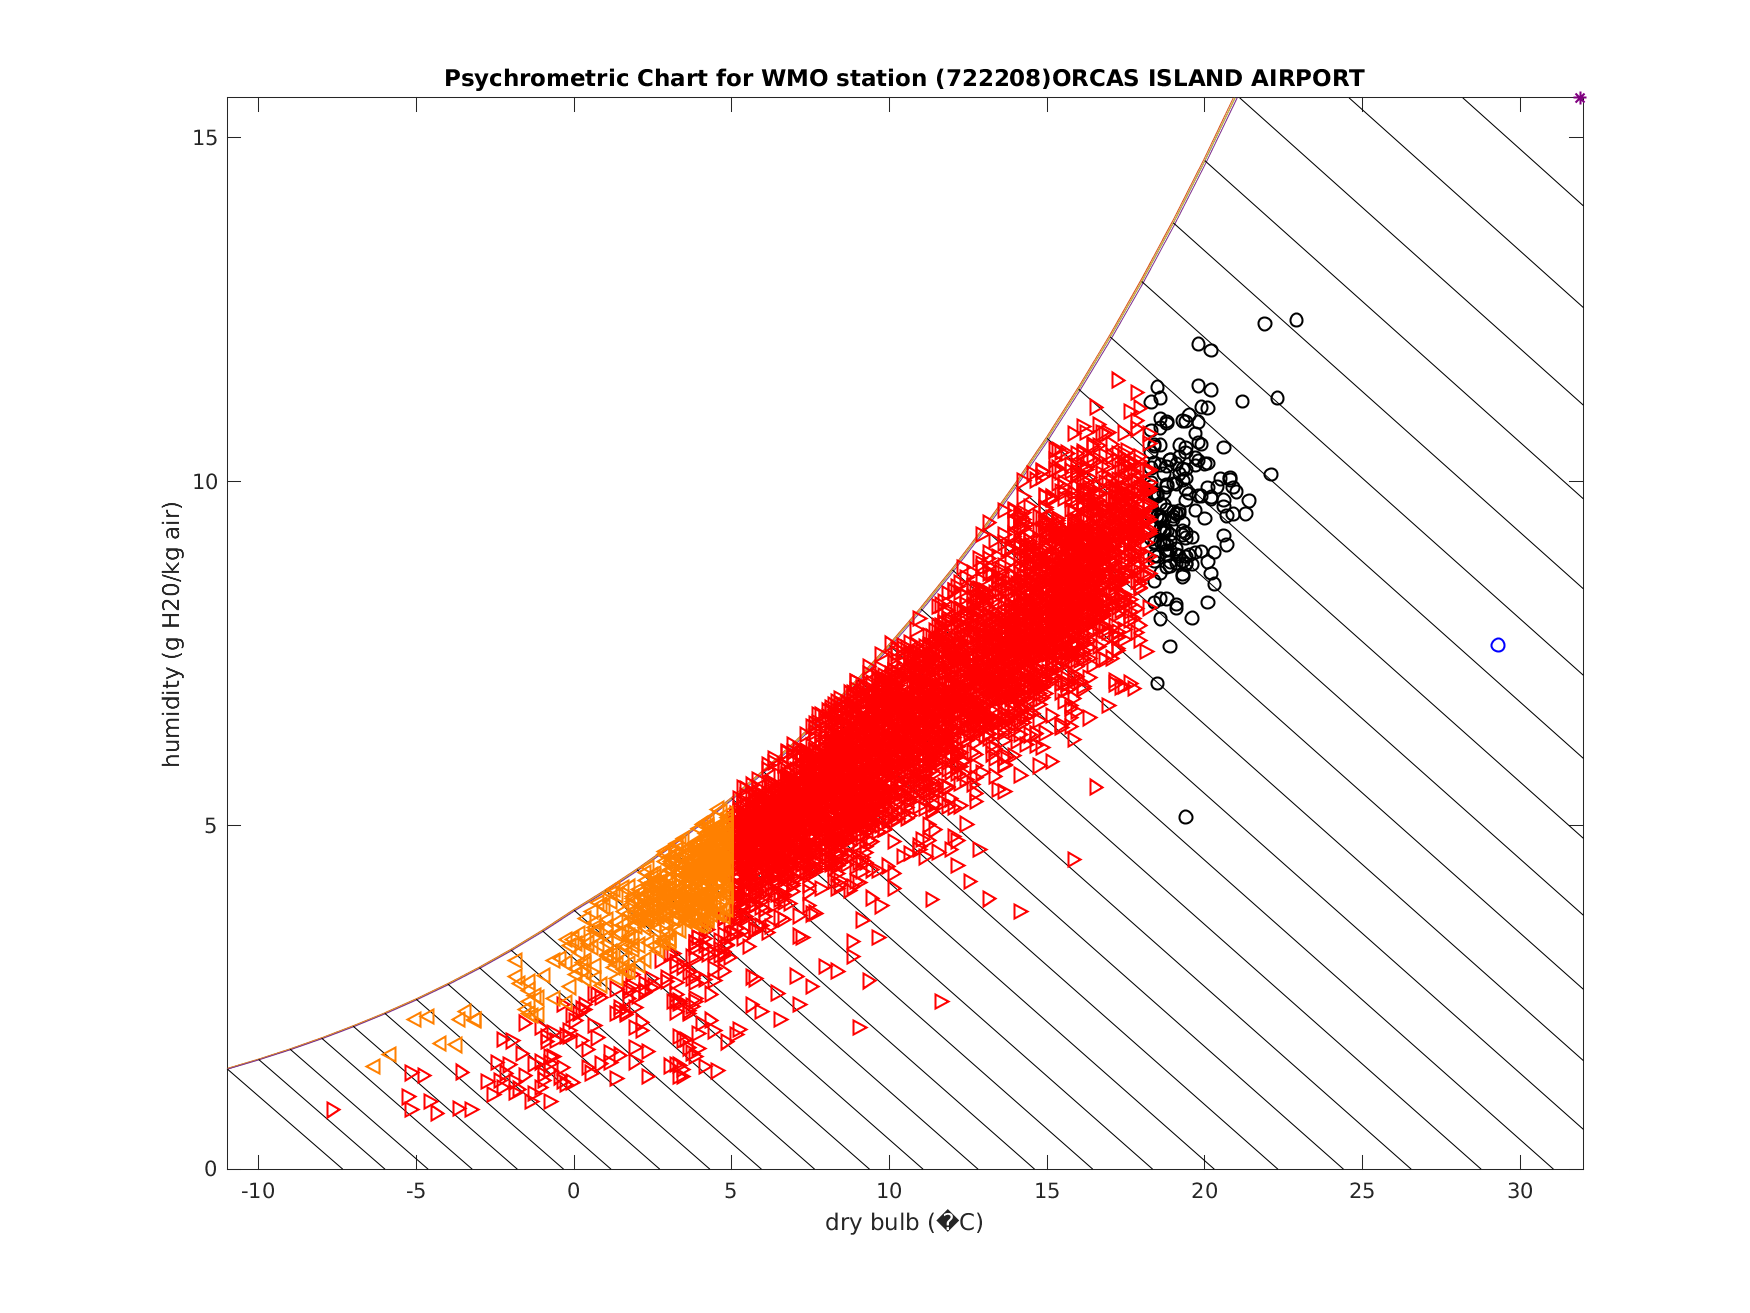 Psychrometric Chart for WMO station (722208)ORCAS ISLAND AIRPORT
15
10
5
0
humidity (g H20/kg air)
-10 -5 0 5 10 15 20 25 30
dry bulb (�C)